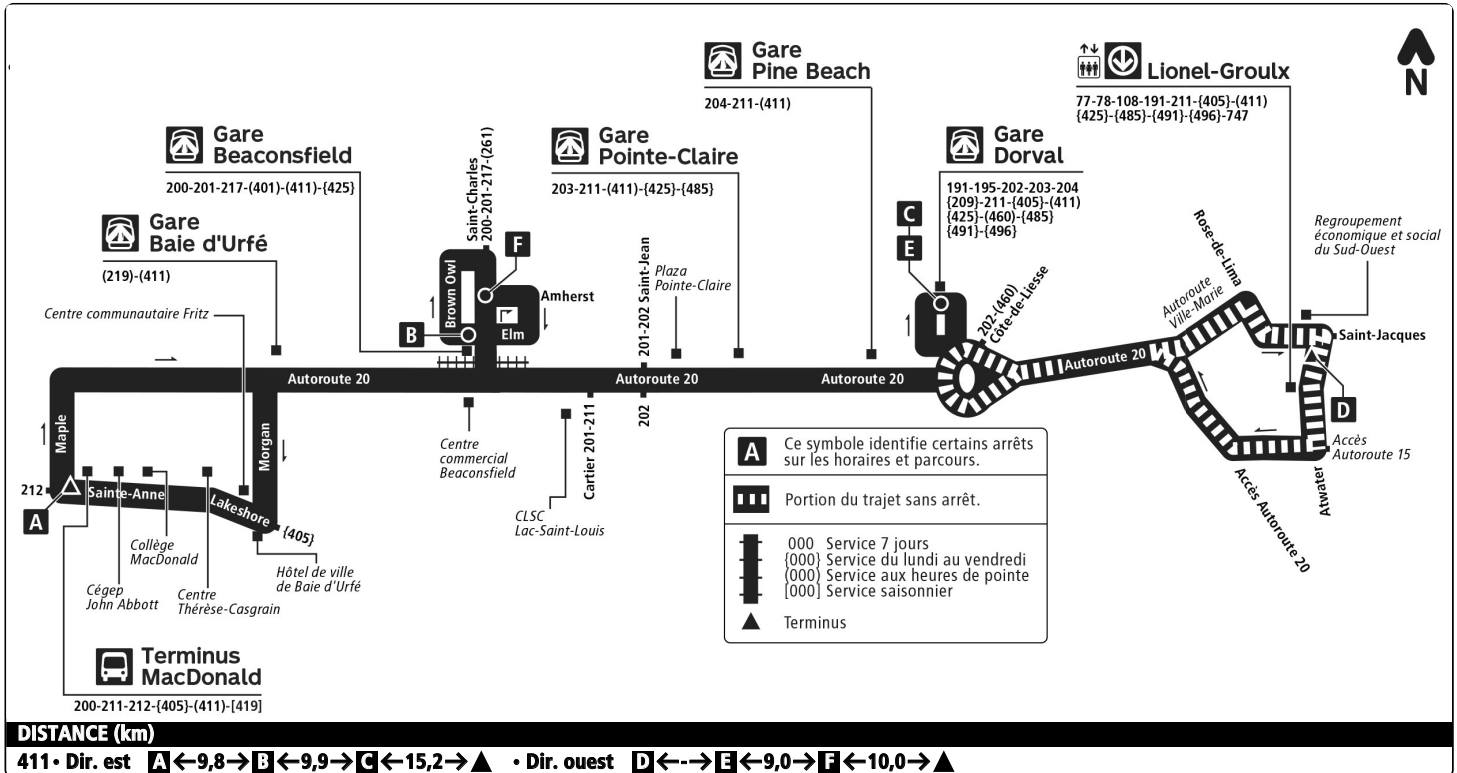 N
Gare
Pine Beach
204-211-(411)
Lionel-Groulx
77-78-108-191-211-{405}-(411)
{425}-{485}-{491}-{496}-747
Gare
Beaconsfield
200-201-217-(401)-(411)-{425}
Saint-Charles
200-201-217-(261)
Gare
Pointe-Claire
203-211-(411)-{425}-{485}
Gare
Dorval
191-195-202-203-204
{209}-211-{405}-(411)
{425}-(460)-{485}
{491}-{496}
Gare
Baie d'Urfé
(219)-(411)
Centre communautaire Fritz
Brown Owl
F
Amherst
Elm
B
201-202 Saint-Jean
Plaza
Pointe-Claire
C
E
202-(460)
Côte-de-Liesse
Rose-de-Lima
Autoroute
Ville-Marie
Regroupement
économique et social
du Sud-Ouest
Saint-Jacques
Autoroute 20
Autoroute 20
Autoroute 20
Autoroute 20
D
Maple
Morgan
Accès
Autoroute 15
Atwater
Accès Autoroute 20
212
Sainte-Anne
Lakeshore
{405}
A
Centre
commercial
Beaconsfield
Cartier 201-211
202
CLSC
Lac-Saint-Louis
Collège
MacDonald
Cégep
John Abbott
Centre
Thérèse-Casgrain
Hôtel de ville
de Baie d'Urfé
A Ce symbole identifie certains arrêts
sur les horaires et parcours.
Portion du trajet sans arrêt.
000 Service 7 jours
{000} Service du lundi au vendredi
(000) Service aux heures de pointe
[000] Service saisonnier
Terminus
Terminus
MacDonald
200-211-212-{405}-(411)-[419]
DISTANCE (km)
411 • Dir. est A ←9,8→ B ←9,9→ C ←15,2→ ▲ • Dir. ouest D ←-→ E ←9,0→ F ←10,0→ ▲